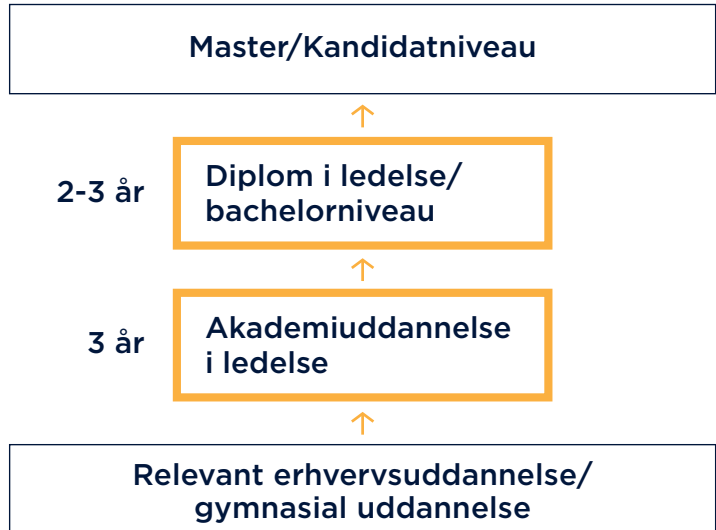 Master/Kandidatniveau
2-3 år
Diplom i ledelse/
bachelorniveau
3 år
Akademiuddannelse
i ledelse
Relevant erhvervsuddannelse/
gymnasial uddannelse